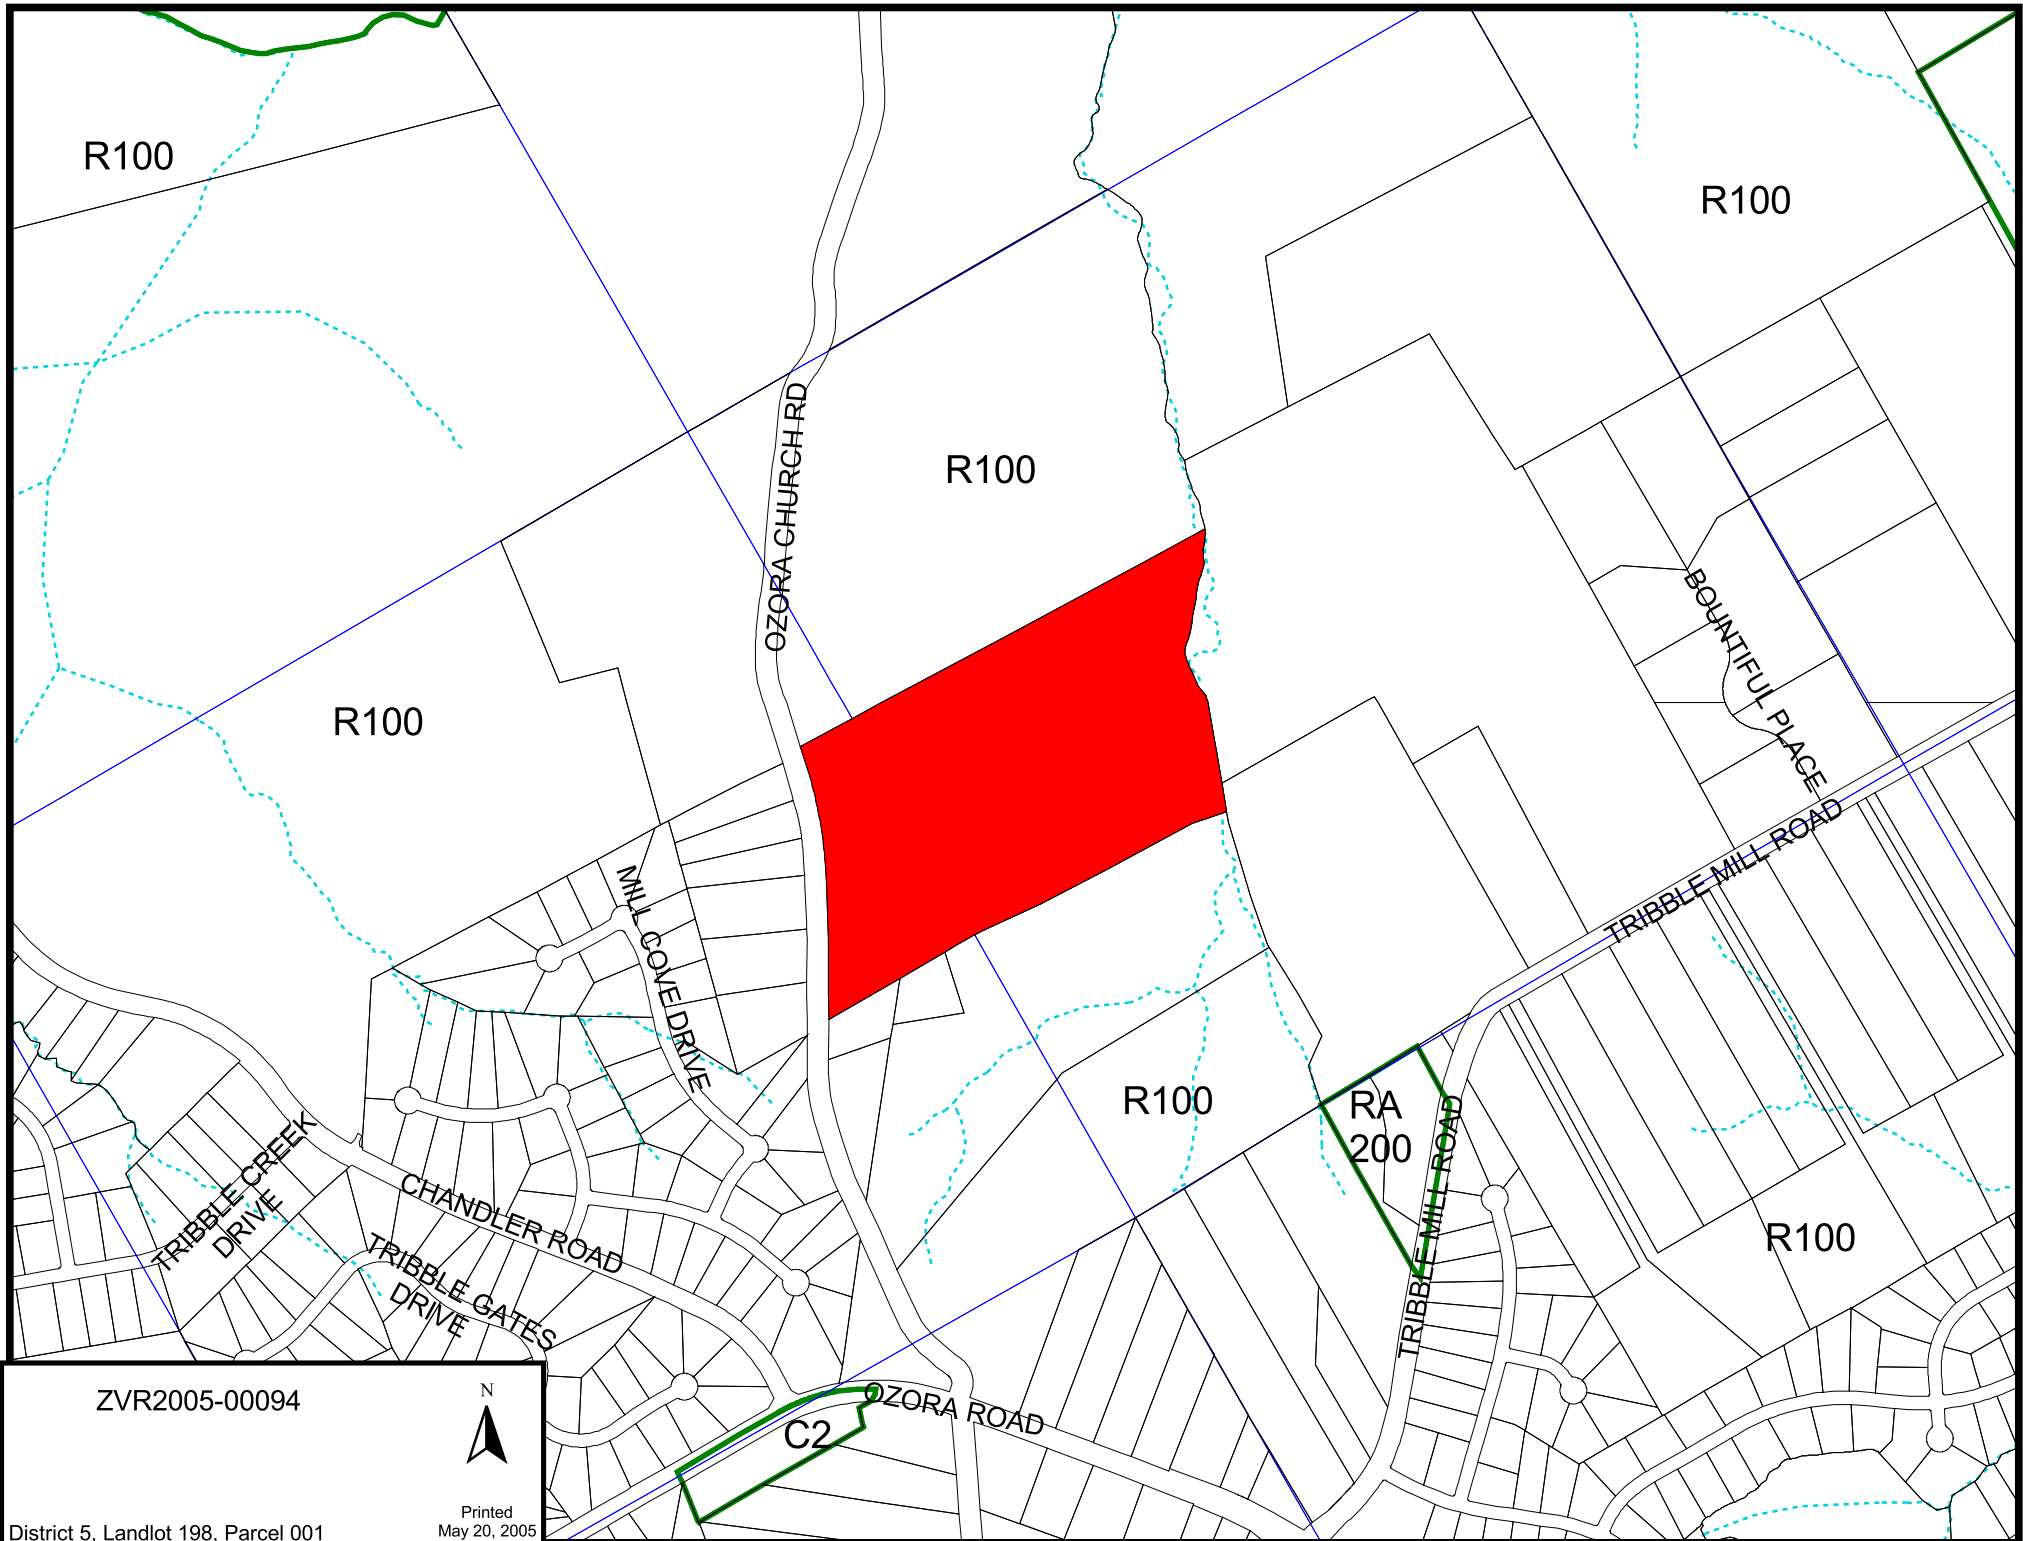 R100
R100
OZORA CHURCH RD
R100
BOUNTIFUL PLACE
R100
TRIBBLE MILL ROAD
MILL COVE DRIVE
R100
RA
200
TRIBBLE MILL ROAD
TRIBBLE CREEK
DRIVE
CHANDLER ROAD
R100
TRIBBLE GATES
DRIVE
OZORA ROAD
C2
ZVR2005-00094
N
Printed
May 20, 2005
District 5, Landlot 198, Parcel 001